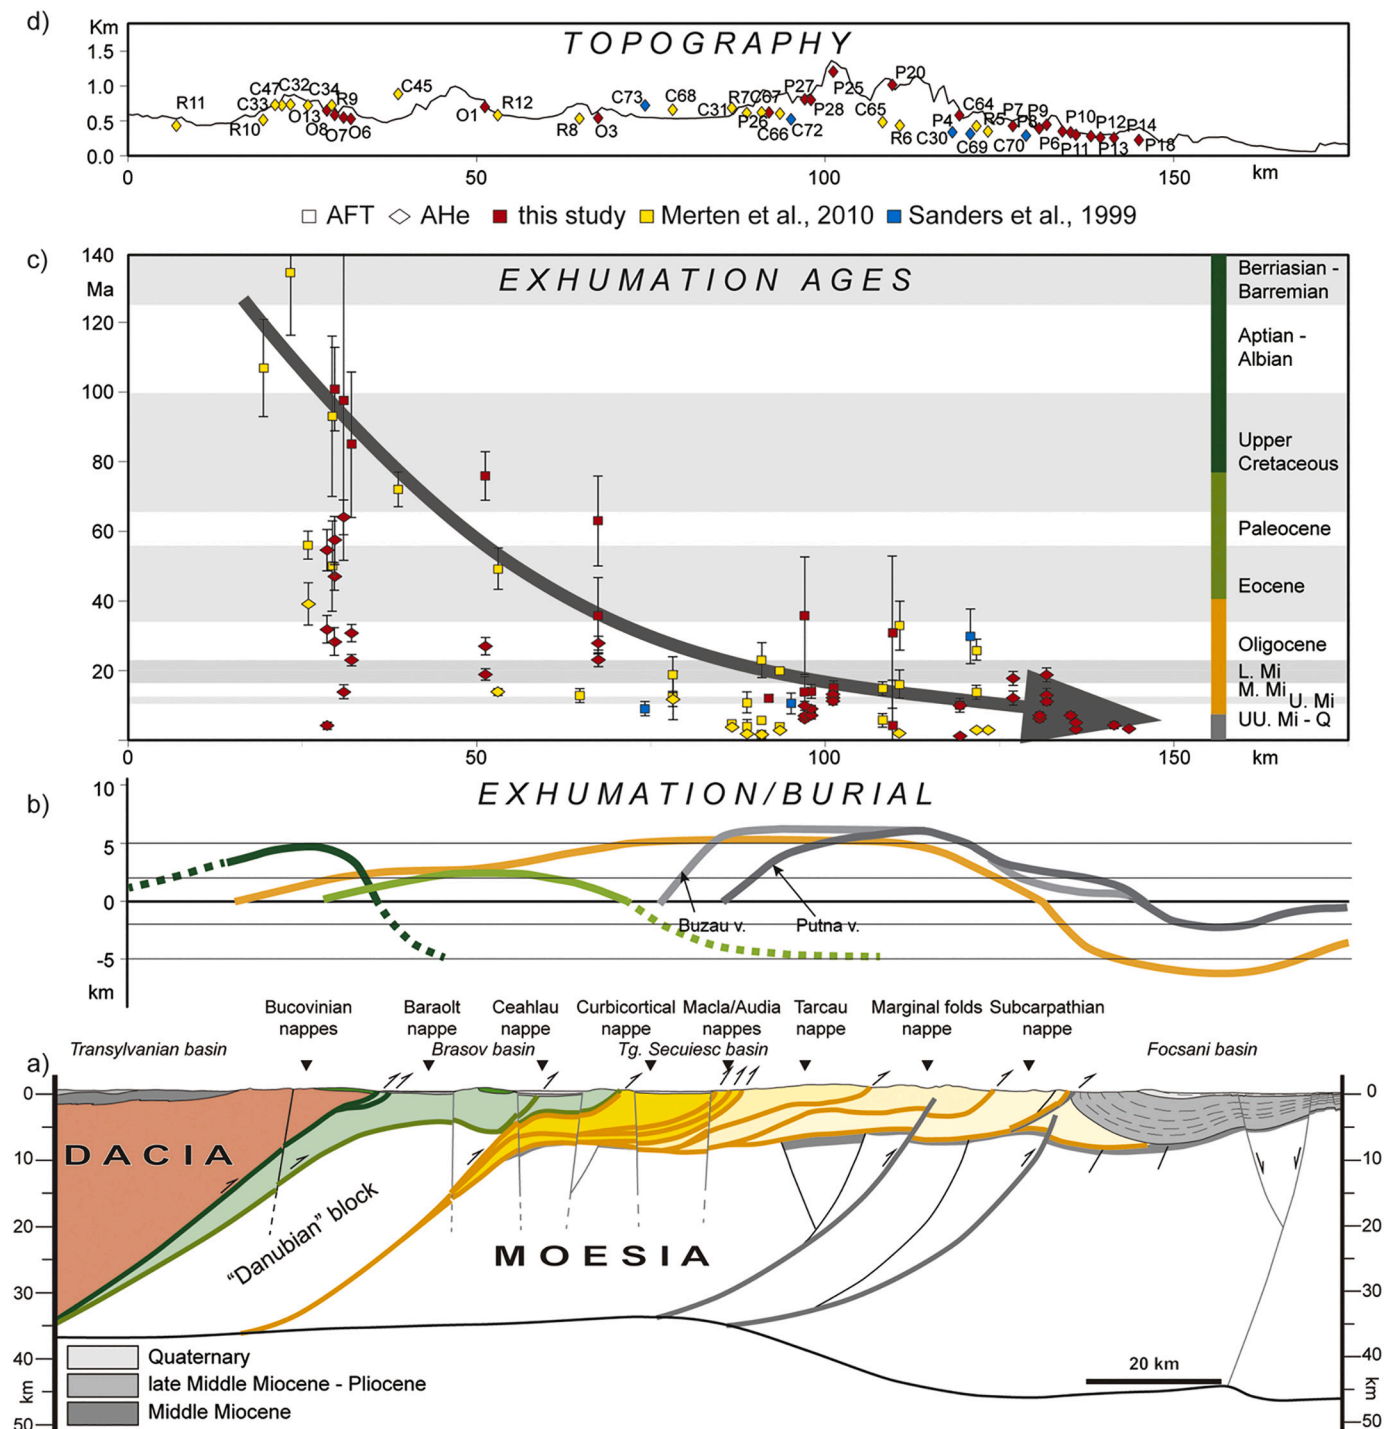 d)
Km
TOPOGRAPHY
1.5
1.0
0.5
0.0
R11
C47
C32
C34
C33
R9
R10
O13
O8
O7
O6
C45
O1
R12
R8
O3
C73
C68
C31
R7
C67
P27
P26
C66
C72
P28
P25
P20
C65
R6
C64
P4
C30
C69
R5
P7
P9
P8
C70
P6
P10
P11
P12
P13
P14
P18
0
50
100
150
km
AFT
AHe
this study
Merten et al., 2010
Sanders et al., 1999
c)
140
Ma
120
100
80
60
40
20
EXHUMATION AGES
Berriasian -
Barremian
Aptian -
Albian
Upper
Cretaceous
Paleocene
Eocene
Oligocene
L. Mi
M. Mi
U. Mi
UU. Mi - Q
0
50
100
150
km
b)
EXHUMATION/BURIAL
10
5
0
-5
km
Buzau v.
Putna v.
Bucovinian
nappes
Baraolt
nappe
Ceahlau
nappe
Curbicortical
nappe
Macla/Audia
nappes
Tarcau
nappe
Marginal folds
nappe
Subcarpathian
nappe
a)
Transylvanian basin
Brasov basin
Tg. Secuiesc basin
Focsani basin
0
10
20
30
40
50
km
DACIA
"Danubian" block
MOESIA
0
10
20
30
40
50
km
20 km
Quaternary
late Middle Miocene - Pliocene
Middle Miocene